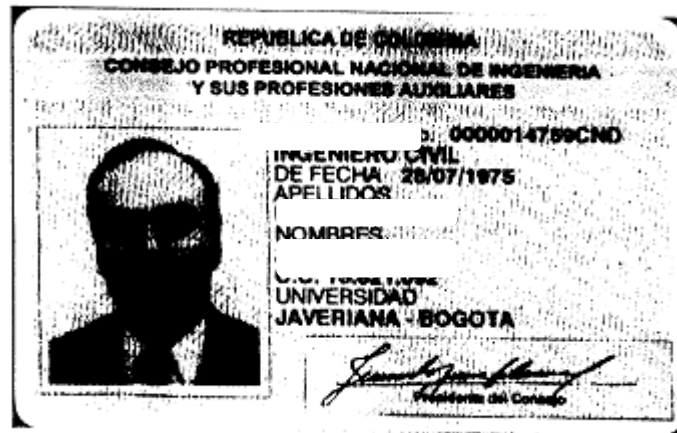 REPUBLICA DE COLOMBIA
CONSEJO PROFESIONAL NACIONAL DE INGENIERIA
Y SUS PROFESIONES AUXILIARES
0000014759CND
INGENIERO CIVIL
DE FECHA 28/07/1975
APELLIDOS
NOMBRES
C.C.
UNIVERSIDAD
JAVERIANA - BOGOTA
Presidente del Consejo